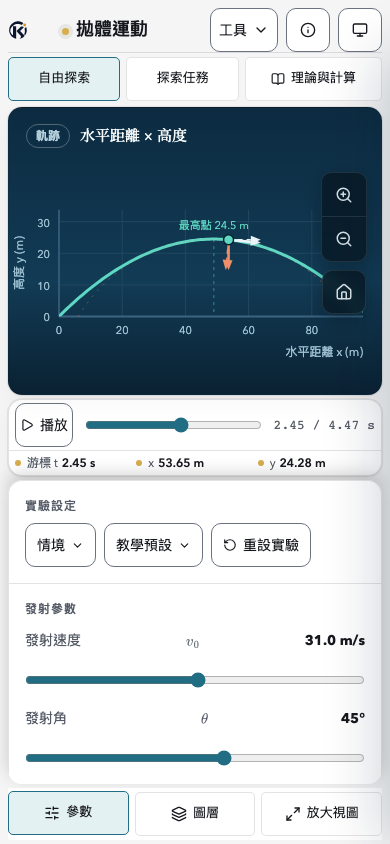 拋體運動
工具
自由探索
探索任務
理論與計算
軌跡 水平距離 × 高度
最高點 24.5 m
高度 y (m)
30
20
10
0
0 20 40 60 80
水平距離 x (m)
播放 2.45 / 4.47 s
游標 t 2.45 s x 53.65 m y 24.28 m
實驗設定
情境 教學預設 重設實驗
發射參數
發射速度 v₀ 31.0 m/s
發射角 θ 45°
參數 圖層 放大視圖